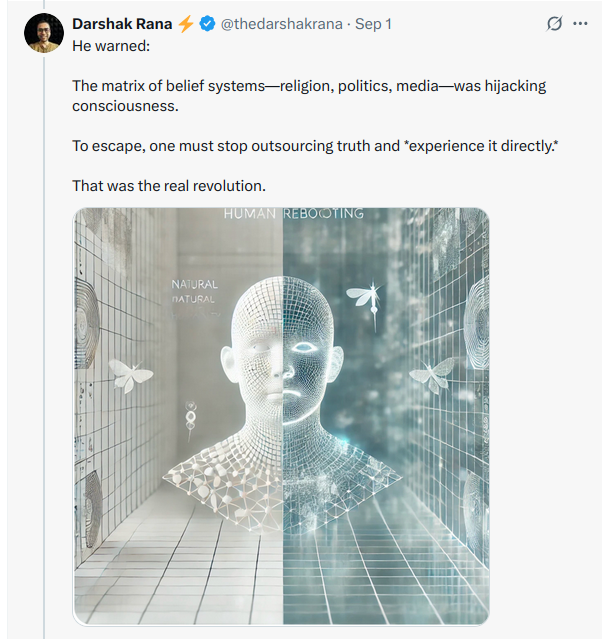 Darshak Rana ⚡ @thedarshakrana · Sep 1
He warned:
The matrix of belief systems—religion, politics, media—was hijacking
consciousness.
To escape, one must stop outsourcing truth and *experience it directly.*
That was the real revolution.
HUMAN REBOOTING
NATURAL
NATURAL